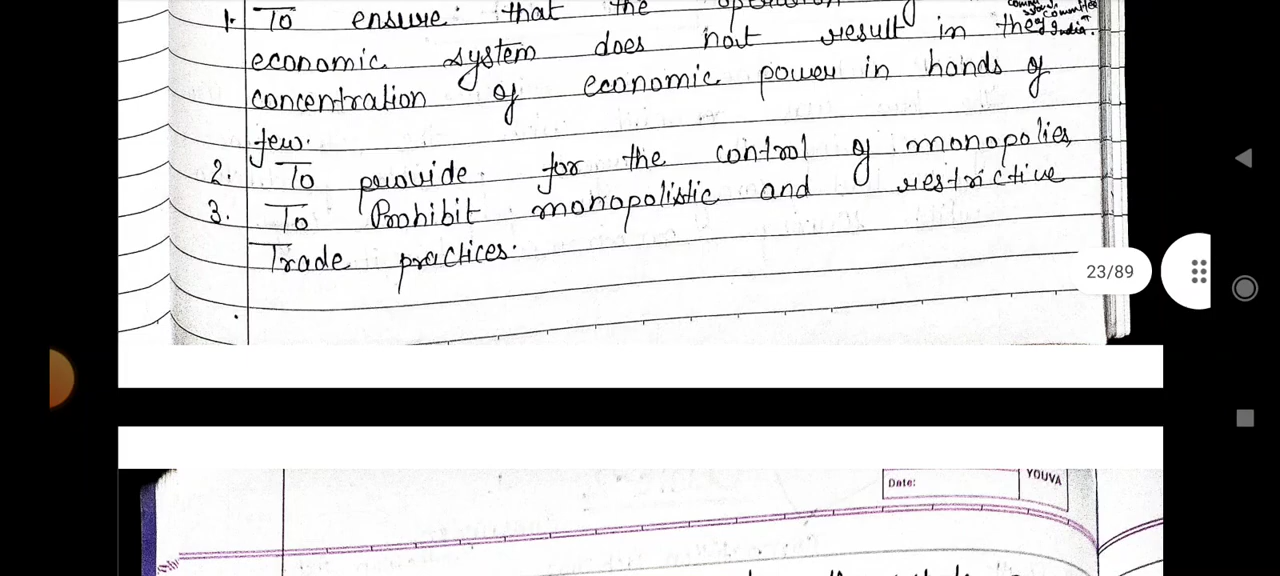 1. To ensure that the
economic system does not result in the
concentration of economic power in hands of
few.
2. To provide for the control of monopolies,
3. To Prohibit monopolistic and restrictive
Trade practices.
23/89
Date:
YOUVA